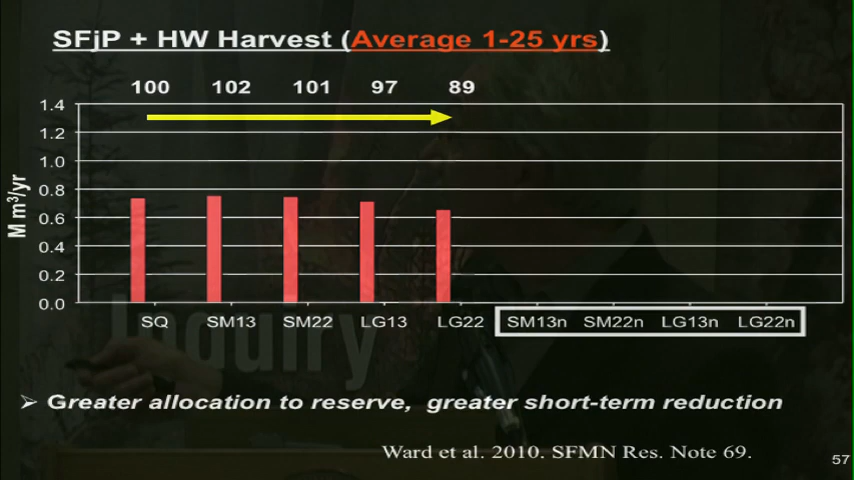 SFjP + HW Harvest (Average 1-25 yrs)
100 102 101 97 89
1.4
1.2
1.0
0.8
0.6
0.4
0.2
0.0
M m³/yr
SQ SM13 SM22 LG13 LG22 SM13n SM22n LG13n LG22n
Inquiry
➢ Greater allocation to reserve, greater short-term reduction
Ward et al. 2010. SFMN Res. Note 69.
57